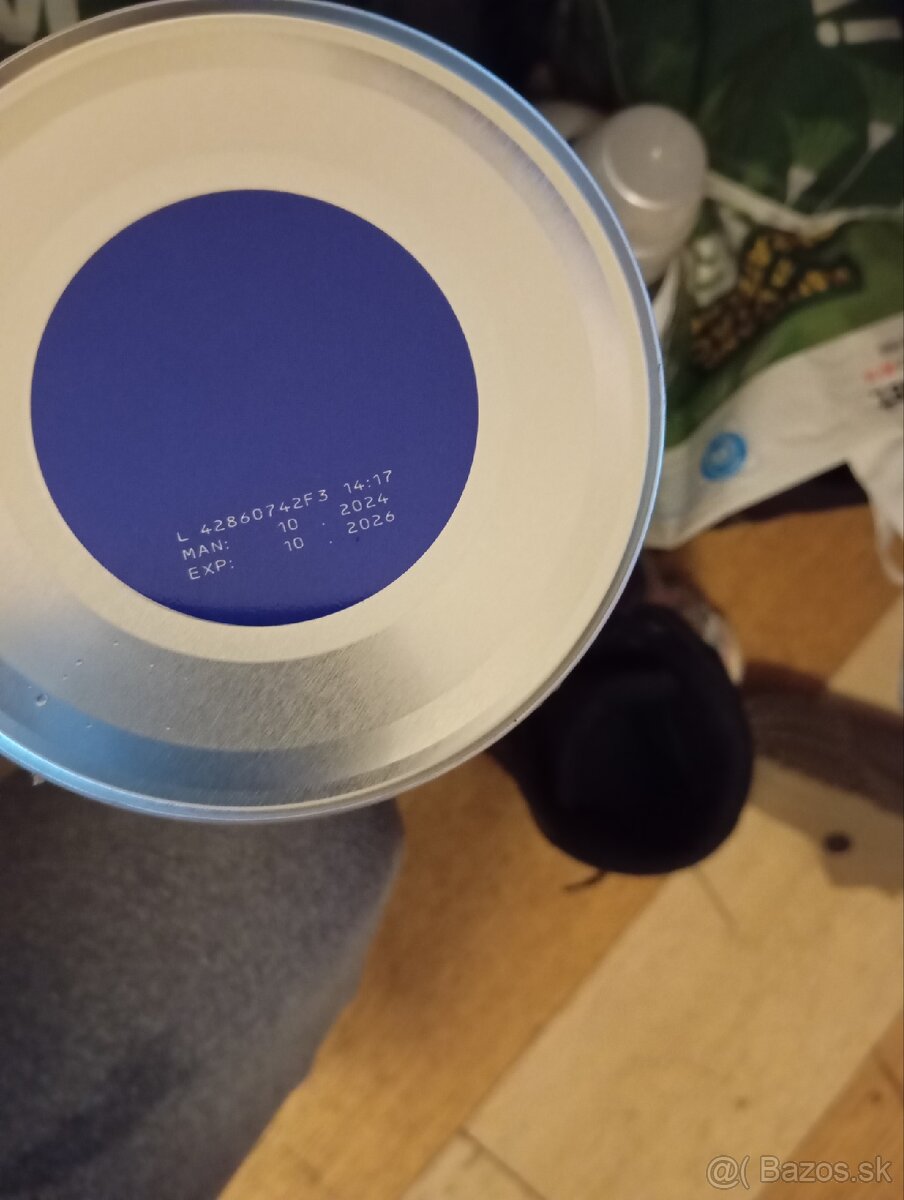 L 42860742F3 14:17
MAN: 10 . 2024
EXP: 10 . 2026
@( Bazos.sk